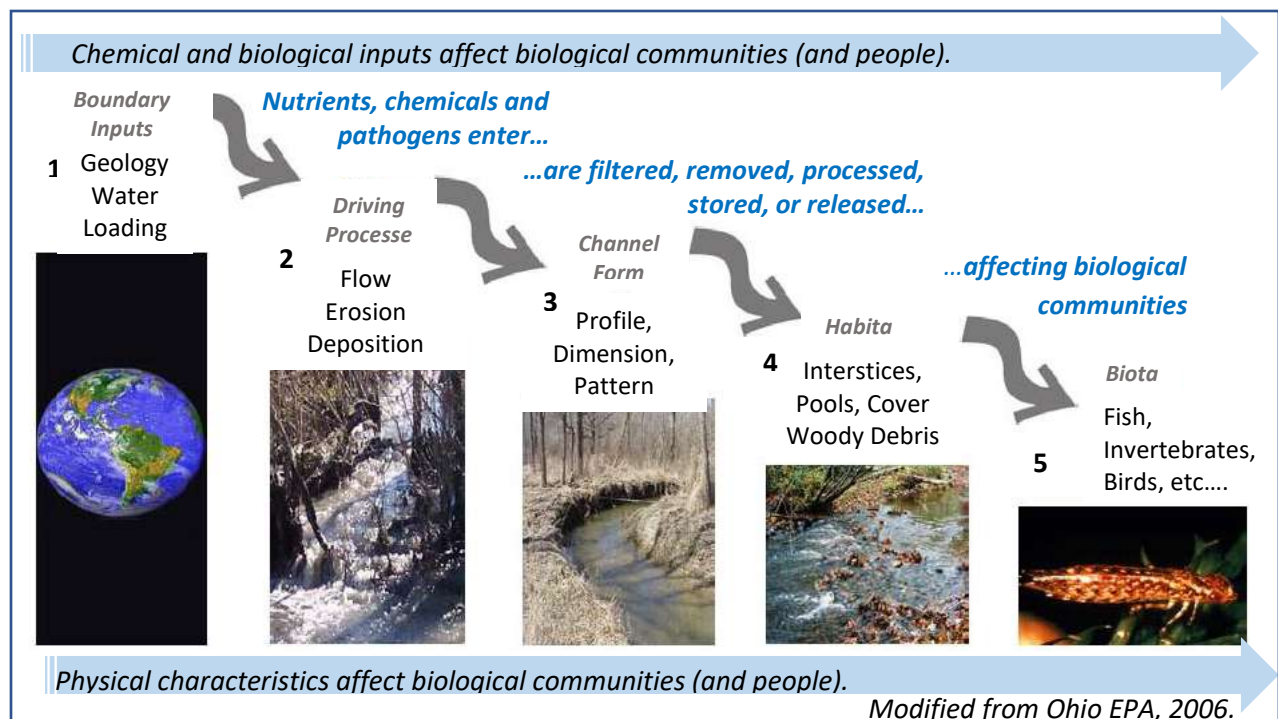 Chemical and biological inputs affect biological communities (and people).
Boundary
Inputs
1
Geology
Water
Loading
Nutrients, chemicals and
pathogens enter…
Driving
Processe
2
Flow
Erosion
Deposition
…are filtered, removed, processed,
stored, or released…
Channel
Form
3
Profile,
Dimension,
Pattern
Habita
4
Interstices,
Pools, Cover
Woody Debris
…affecting biological
communities
Biota
5
Fish,
Invertebrates,
Birds, etc….
Physical characteristics affect biological communities (and people).
Modified from Ohio EPA, 2006.